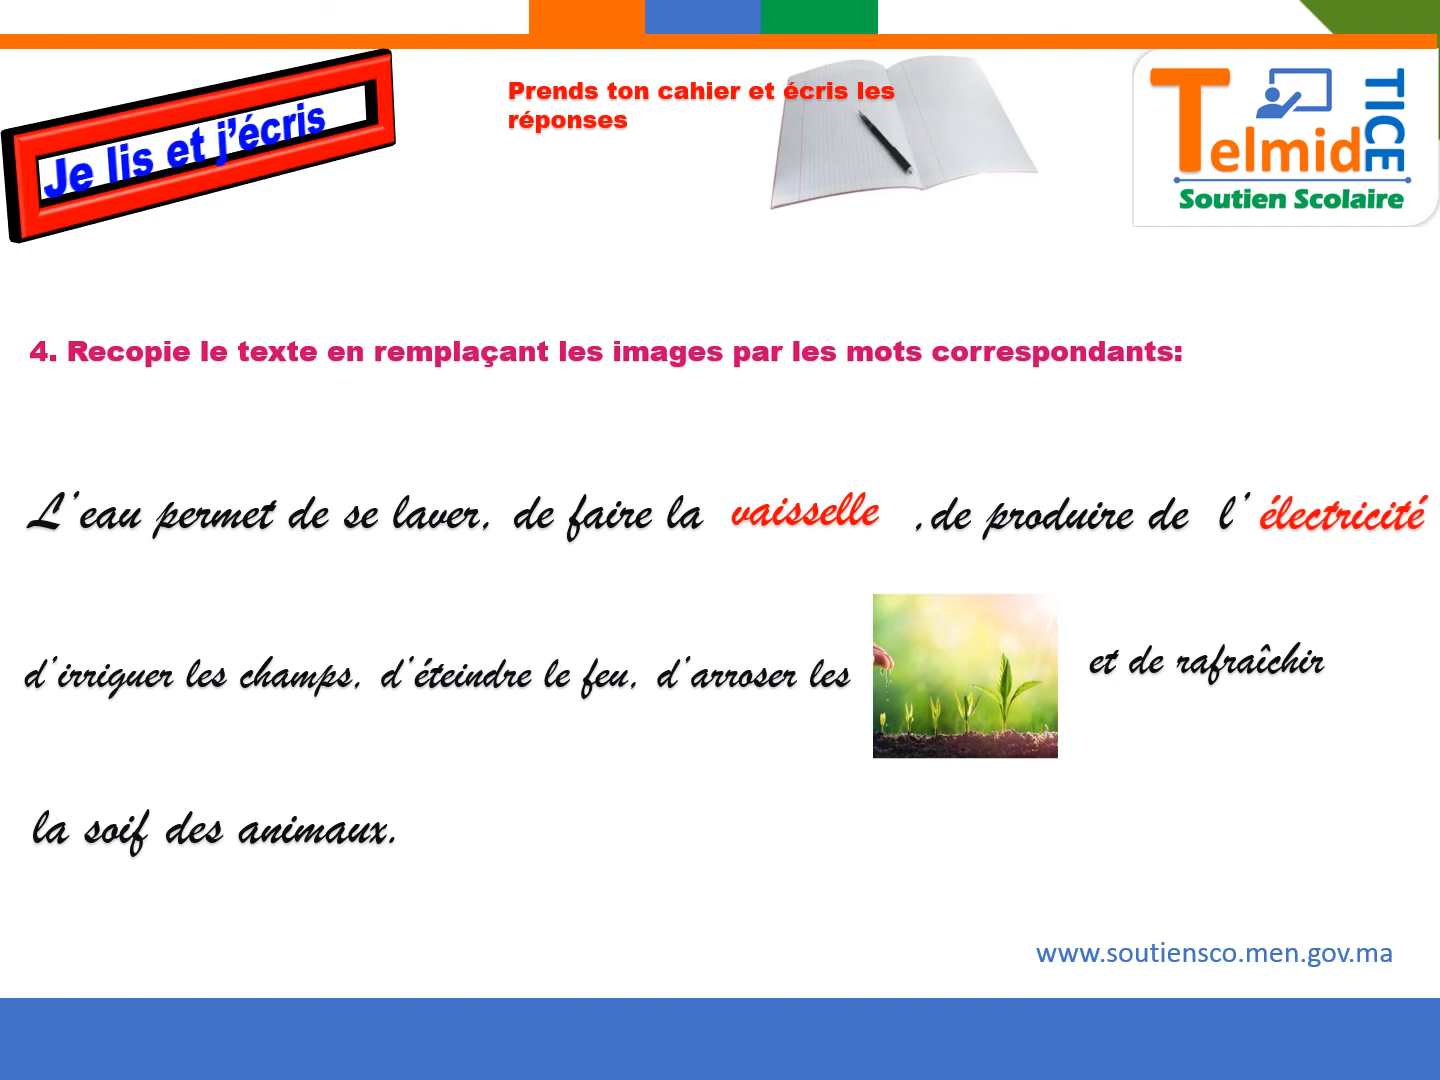 Je lis et j'écris
Prends ton cahier et écris les
réponses
Telmid TICE
Soutien Scolaire
4. Recopie le texte en remplaçant les images par les mots correspondants:
L'eau permet de se laver, de faire la vaisselle ,de produire de l' électricité
d'irriguer les champs, d'éteindre le feu, d'arroser les et de rafraîchir
la soif des animaux.
www.soutiensco.men.gov.ma